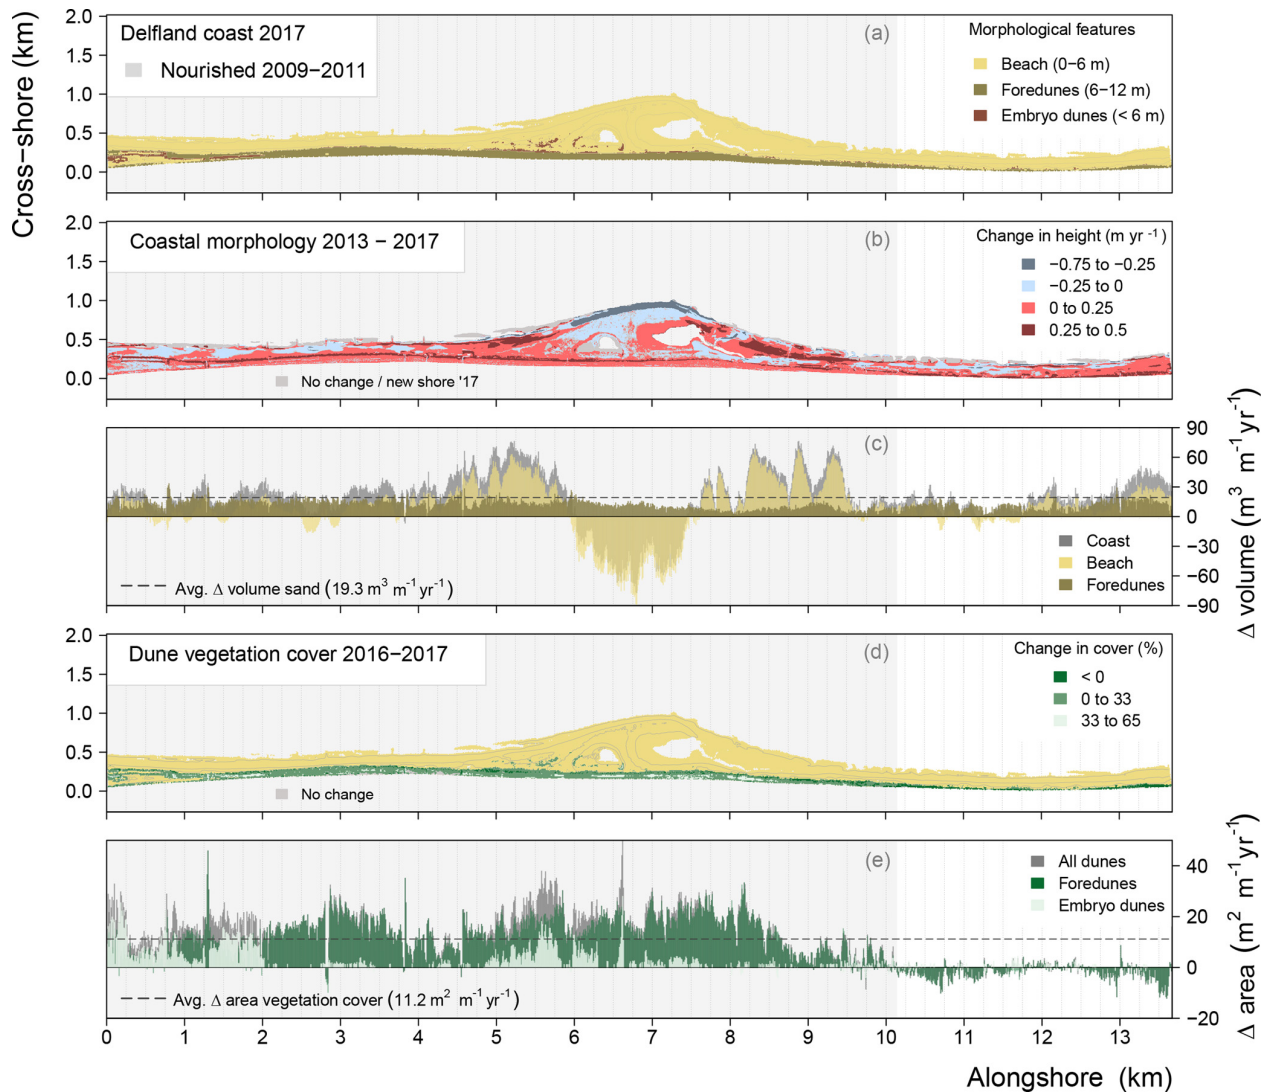 Cross−shore (km)
2.0
1.5
1.0
0.5
0.0
Delfland coast 2017
Nourished 2009−2011
(a)
Morphological features
Beach (0−6 m)
Foredunes (6−12 m)
Embryo dunes (< 6 m)
2.0
1.5
1.0
0.5
0.0
Coastal morphology 2013 − 2017
(b)
Change in height (m yr⁻¹)
−0.75 to −0.25
−0.25 to 0
0 to 0.25
0.25 to 0.5
No change / new shore '17
(c)
90
60
30
0
−30
−60
−90
Δ volume (m³ m⁻¹yr⁻¹)
Coast
Beach
Foredunes
Avg. Δ volume sand (19.3 m³ m⁻¹yr⁻¹)
2.0
1.5
1.0
0.5
0.0
Dune vegetation cover 2016−2017
(d)
Change in cover (%)
< 0
0 to 33
33 to 65
No change
(e)
40
20
0
−20
Δ area (m² m⁻¹yr⁻¹)
All dunes
Foredunes
Embryo dunes
Avg. Δ area vegetation cover (11.2 m² m⁻¹yr⁻¹)
0 1 2 3 4 5 6 7 8 9 10 11 12 13
Alongshore (km)